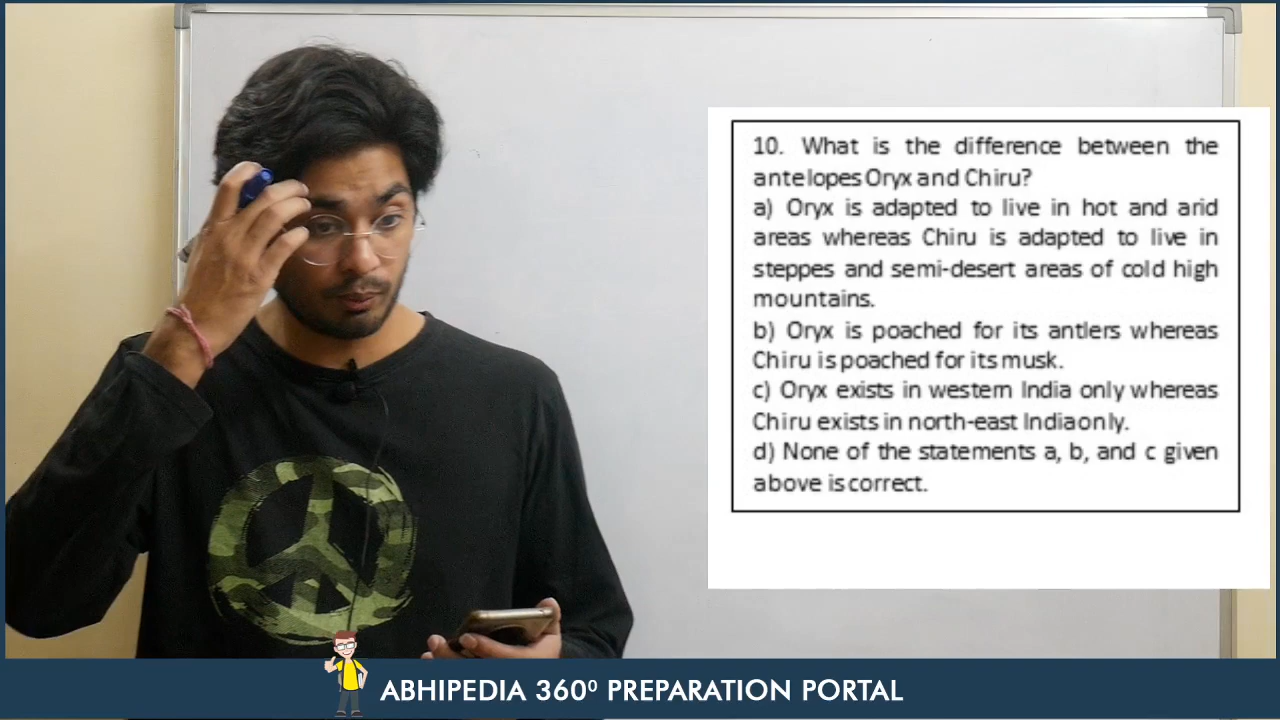 10. What is the difference between the
antelopes Oryx and Chiru?
a) Oryx is adapted to live in hot and arid
areas whereas Chiru is adapted to live in
steppes and semi-desert areas of cold high
mountains.
b) Oryx is poached for its antlers whereas
Chiru is poached for its musk.
c) Oryx exists in western India only whereas
Chiru exists in north-east India only.
d) None of the statements a, b, and c given
above is correct.
ABHIPEDIA 360⁰ PREPARATION PORTAL